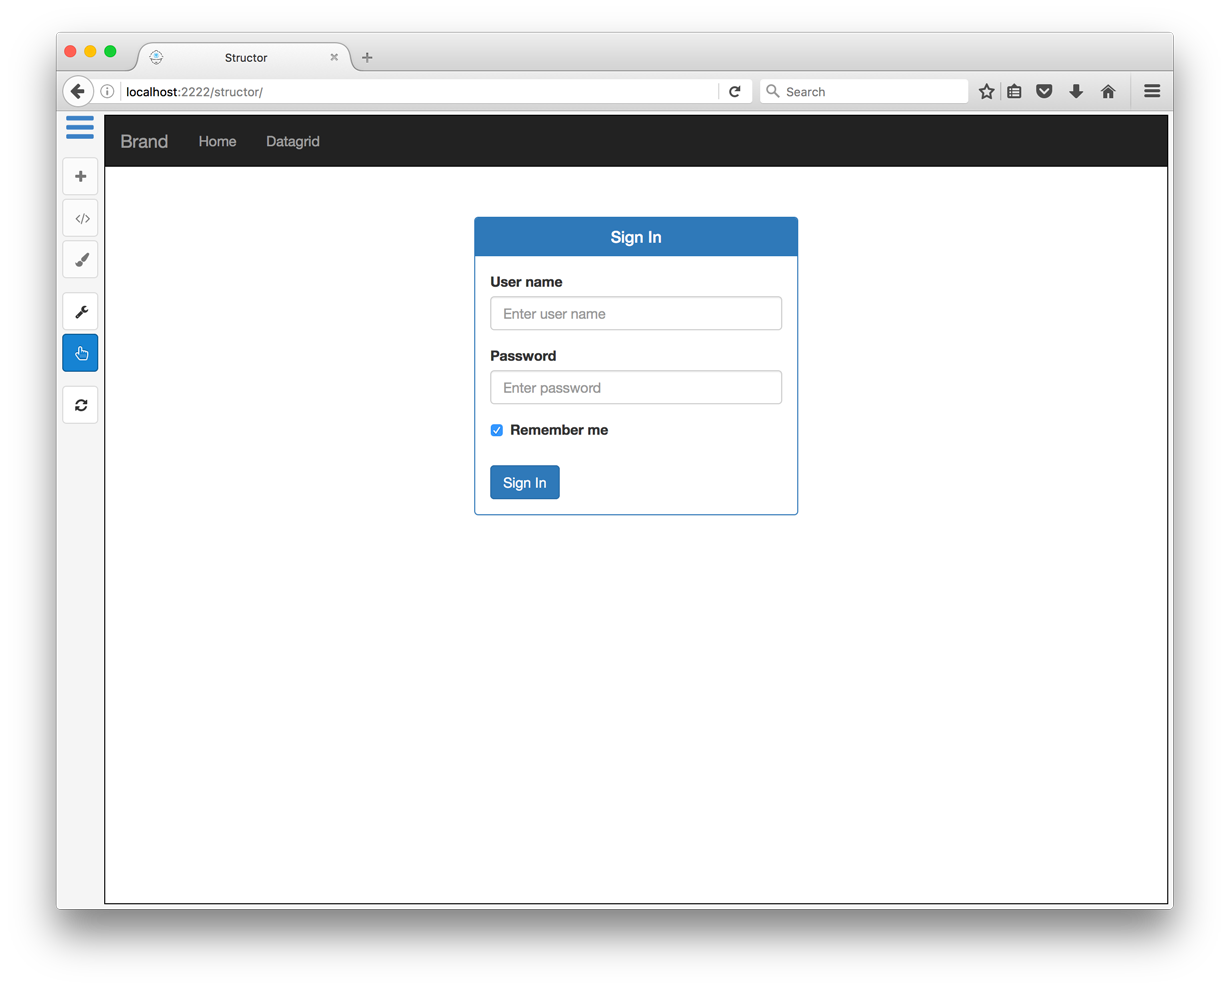 Structor
localhost:2222/structor/
Search
Brand Home Datagrid
Sign In
User name
Enter user name
Password
Enter password
Remember me
Sign In